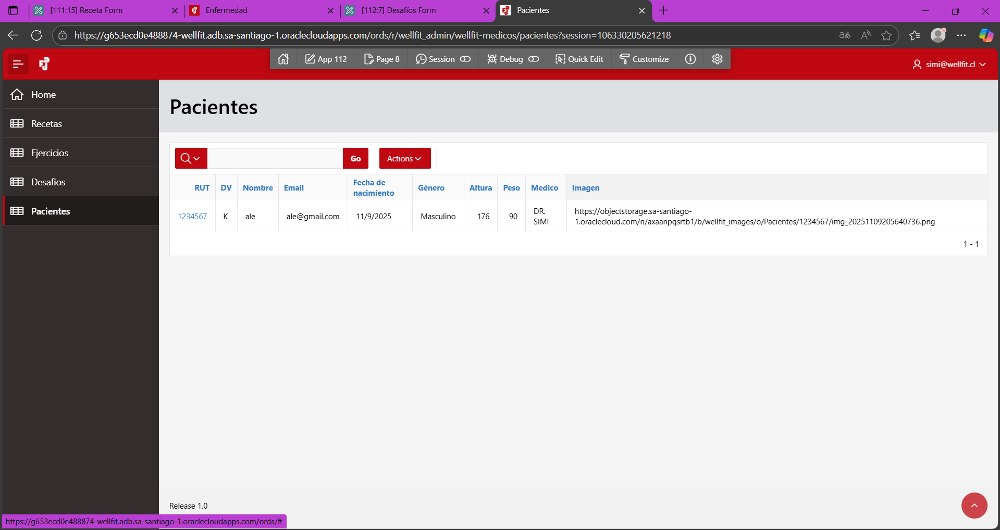 [111:15] Receta Form
Enfermedad
[112:7] Desafíos Form
Pacientes
https://g653ecd0e488874-wellfit.adb.sa-santiago-1.oraclecloudapps.com/ords/r/wellfit_admin/wellfit-medicos/pacientes?session=106330205621218
App 112
Page 8
Session
Debug
Quick Edit
Customize
simi@wellfit.cl
Home
Recetas
Ejercicios
Desafios
Pacientes
Pacientes
Go
Actions
RUT DV Nombre Email Fecha de nacimiento Género Altura Peso Medico Imagen
1234567 K ale ale@gmail.com 11/9/2025 Masculino 176 90 DR. SIMI https://objectstorage.sa-santiago-
1.oraclecloud.com/n/axaanpqsrtb1/b/wellfit_images/o/Pacientes/1234567/img_20251109205640736.png
1 - 1
Release 1.0
https://g653ecd0e488874-wellfit.adb.sa-santiago-1.oraclecloudapps.com/ords/#